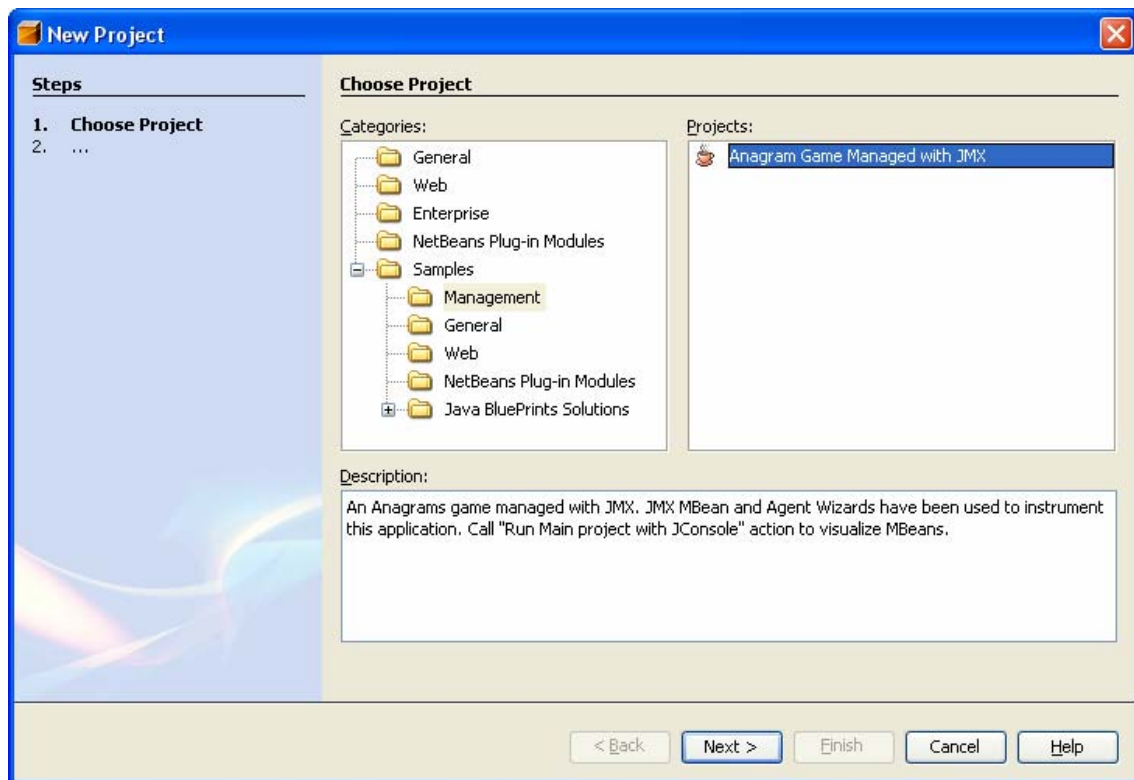 New Project
Steps
1. Choose Project
2. ...
Choose Project
Categories:
General
Web
Enterprise
NetBeans Plug-in Modules
Samples
Management
General
Web
NetBeans Plug-in Modules
Java BluePrints Solutions
Projects:
Anagram Game Managed with JMX
Description:
An Anagrams game managed with JMX. JMX MBean and Agent Wizards have been used to instrument
this application. Call "Run Main project with JConsole" action to visualize MBeans.
< Back
Next >
Finish
Cancel
Help